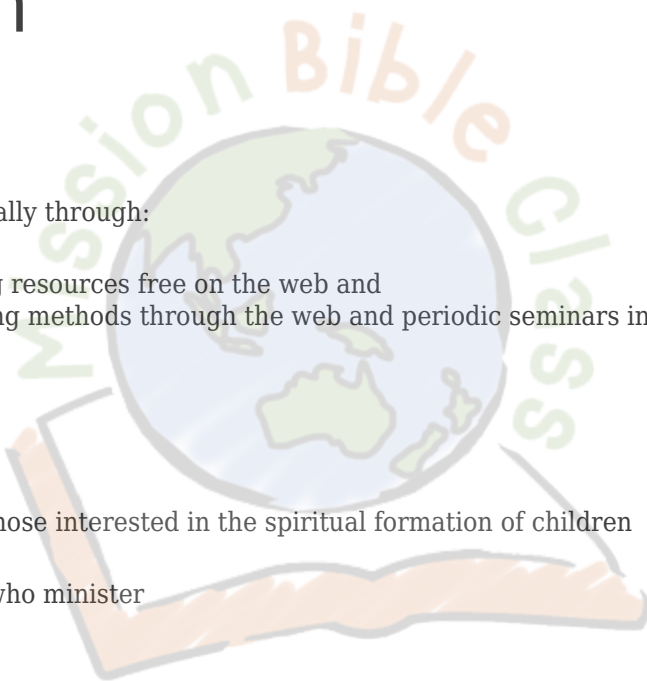 Mission Bible Class
ally through:
resources free on the web and
ng methods through the web and periodic seminars in
hose interested in the spiritual formation of children
who minister